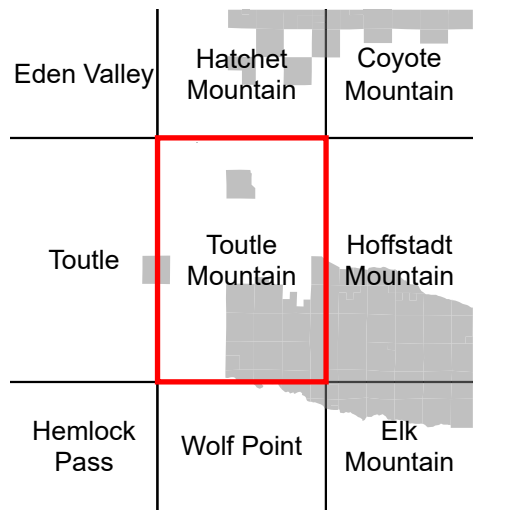 Eden Valley
Hatchet
Mountain
Coyote
Mountain
Toutle
Toutle
Mountain
Hoffstadt
Mountain
Hemlock
Pass
Wolf Point
Elk
Mountain